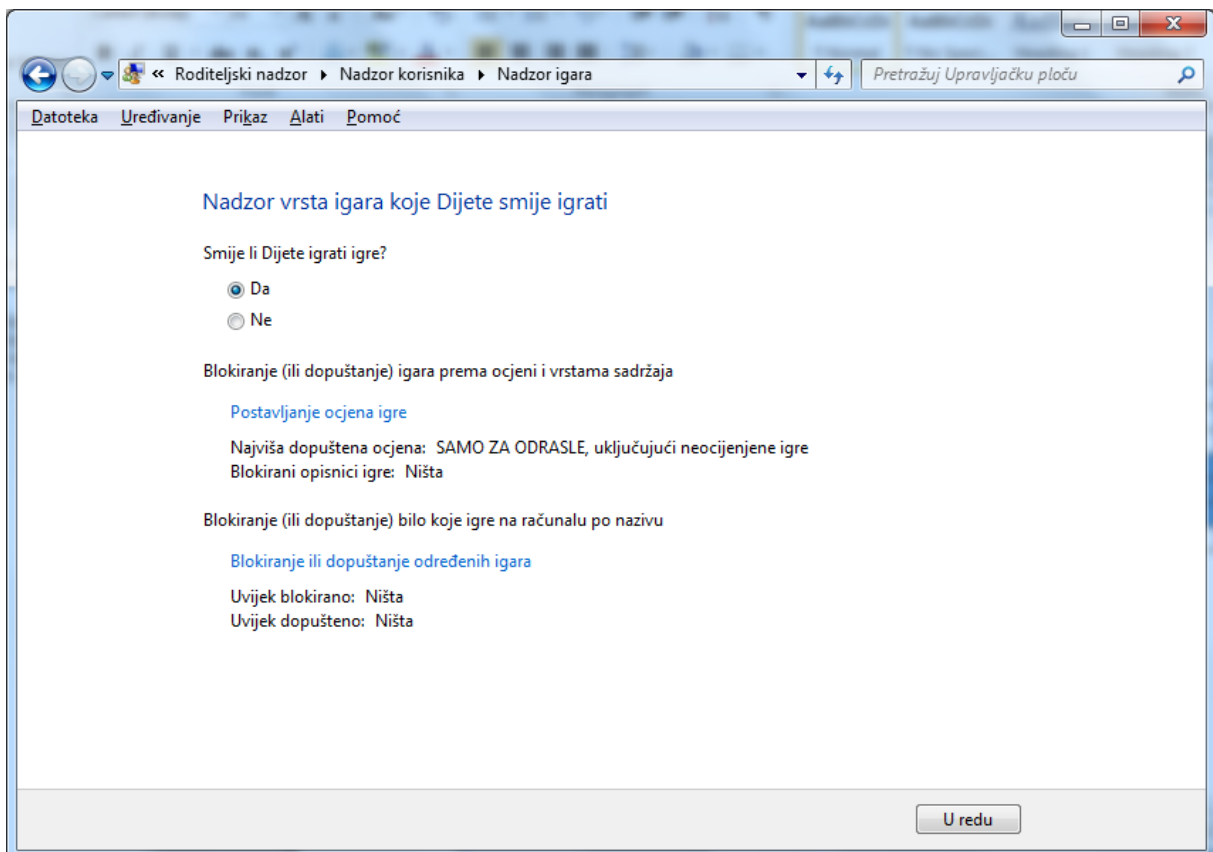 « Roditeljski nadzor ▸ Nadzor korisnika ▸ Nadzor igara
Pretražuj Upravljačku ploču
Datoteka Uređivanje Prikaz Alati Pomoć
Nadzor vrsta igara koje Dijete smije igrati
Smije li Dijete igrati igre?
Da
Ne
Blokiranje (ili dopuštanje) igara prema ocjeni i vrstama sadržaja
Postavljanje ocjena igre
Najviša dopuštena ocjena: SAMO ZA ODRASLE, uključujući neocijenjene igre
Blokirani opisnici igre: Ništa
Blokiranje (ili dopuštanje) bilo koje igre na računalu po nazivu
Blokiranje ili dopuštanje određenih igara
Uvijek blokirano: Ništa
Uvijek dopušteno: Ništa
U redu